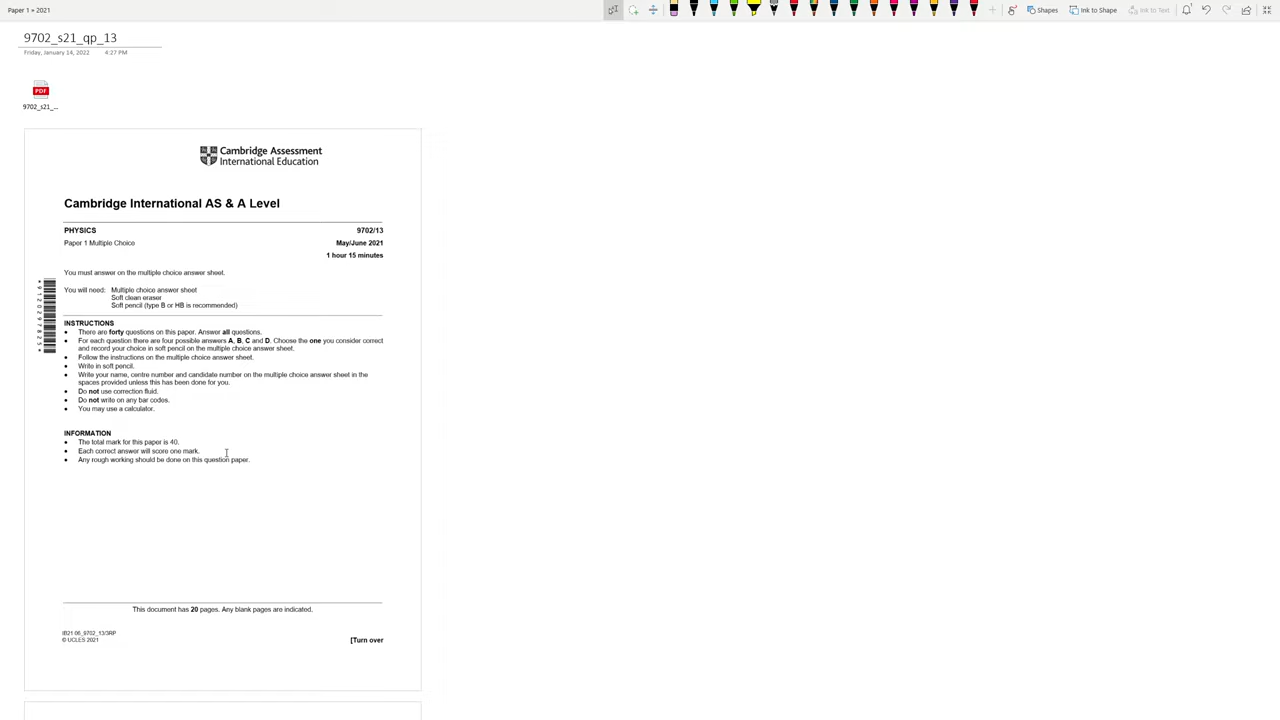 Paper 1 » 2021
Shapes
Ink to Shape
Ink to Text
9702_s21_qp_13
Friday, January 14, 2022 4:27 PM
PDF
9702_s21_...
Cambridge Assessment
International Education
Cambridge International AS & A Level
PHYSICS 9702/13
Paper 1 Multiple Choice May/June 2021
1 hour 15 minutes
You must answer on the multiple choice answer sheet.
You will need: Multiple choice answer sheet
Soft clean eraser
Soft pencil (type B or HB is recommended)
*9120297825*
INSTRUCTIONS
• There are forty questions on this paper. Answer all questions.
• For each question there are four possible answers A, B, C and D. Choose the one you consider correct
and record your choice in soft pencil on the multiple choice answer sheet.
• Follow the instructions on the multiple choice answer sheet.
• Write in soft pencil.
• Write your name, centre number and candidate number on the multiple choice answer sheet in the
spaces provided unless this has been done for you.
• Do not use correction fluid.
• Do not write on any bar codes.
• You may use a calculator.
INFORMATION
• The total mark for this paper is 40.
• Each correct answer will score one mark.
• Any rough working should be done on this question paper.
This document has 20 pages. Any blank pages are indicated.
IB21 06_9702_13/3RP
© UCLES 2021
[Turn over